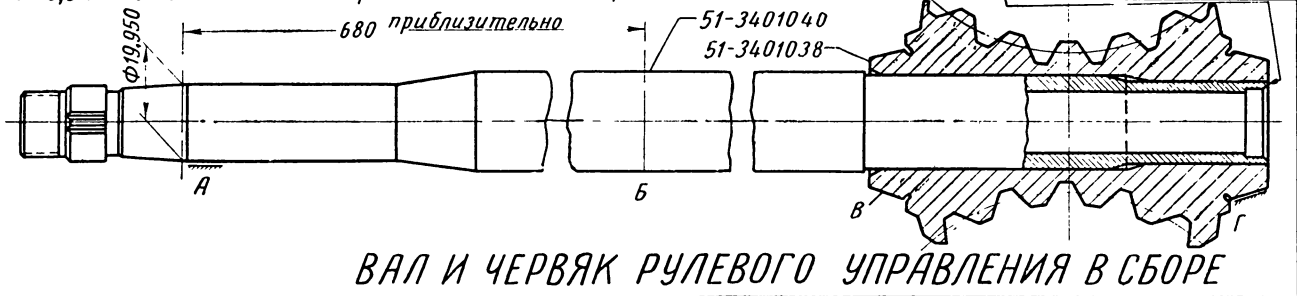 Ф19,950
680 приблизительно
51-3401040
51-3401038
А
Б
В
Г
ВАЛ И ЧЕРВЯК РУЛЕВОГО УПРАВЛЕНИЯ В СБОРЕ